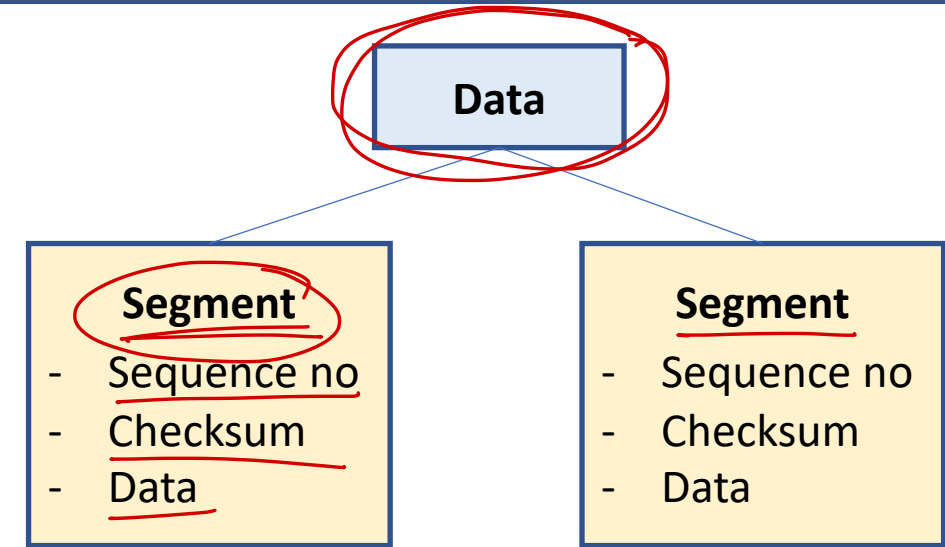 Data
Segment
- Sequence no
- Checksum
- Data
Segment
- Sequence no
- Checksum
- Data